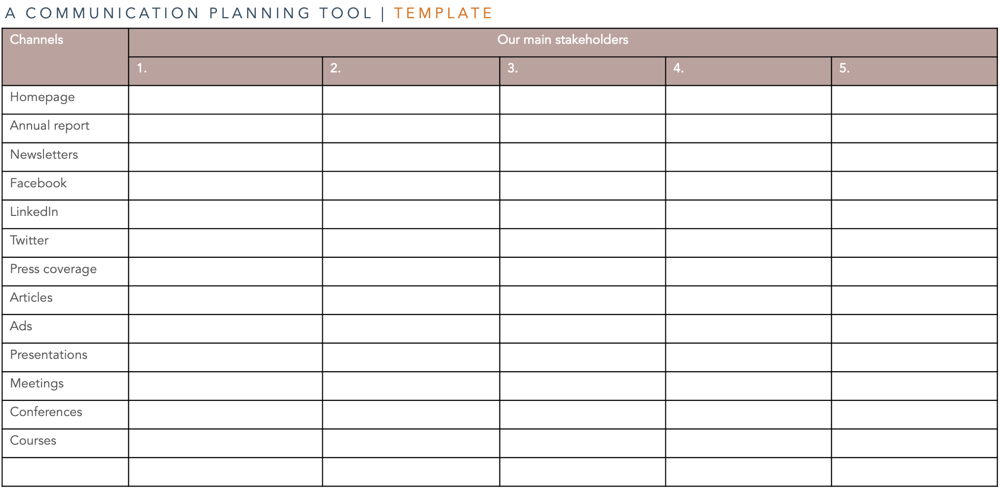 A COMMUNICATION PLANNING TOOL | TEMPLATE
Channels
Our main stakeholders
1.
2.
3.
4.
5.
Homepage
Annual report
Newsletters
Facebook
LinkedIn
Twitter
Press coverage
Articles
Ads
Presentations
Meetings
Conferences
Courses